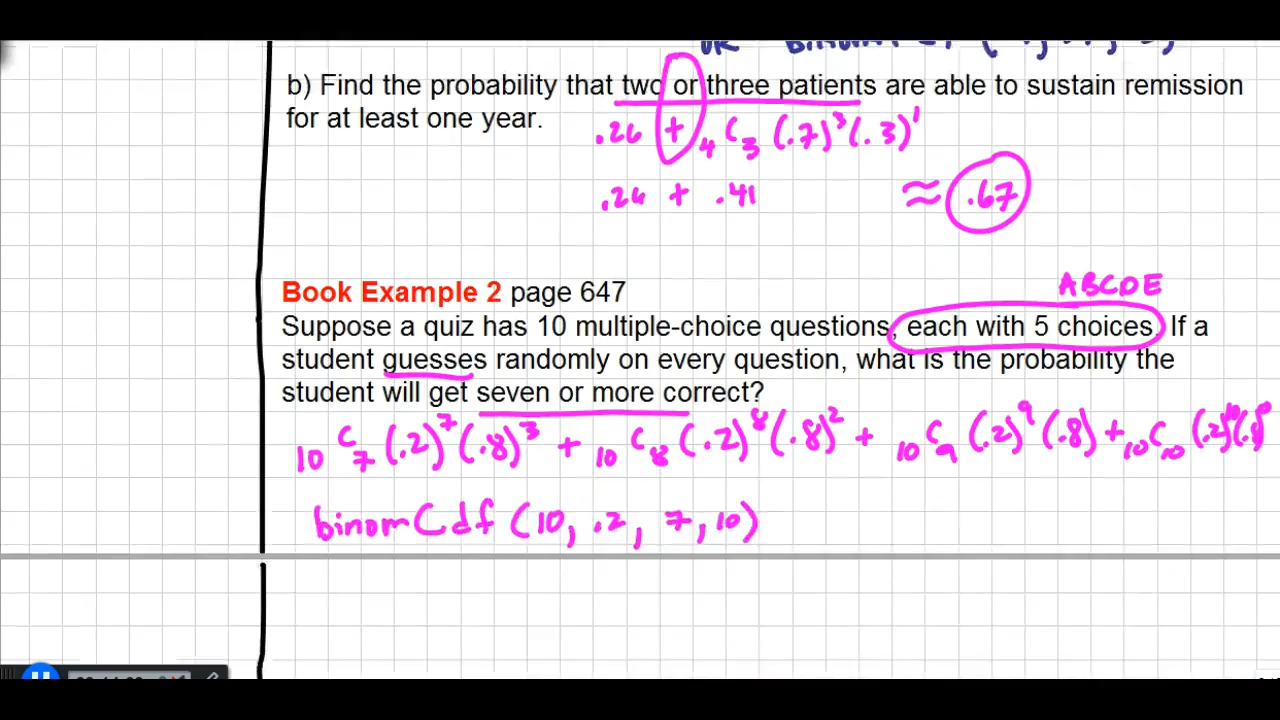 b) Find the probability that two or three patients are able to sustain remission
for at least one year.
.26 + ₄C₃ (.7)³(.3)¹
.26 + .41 ≈ .67
ABCDE
Book Example 2 page 647
Suppose a quiz has 10 multiple-choice questions, each with 5 choices. If a
student guesses randomly on every question, what is the probability the
student will get seven or more correct?
₁₀C₇ (.2)⁷(.8)³ + ₁₀C₈ (.2)⁸(.8)² + ₁₀C₉ (.2)⁹(.8) + ₁₀C₁₀ (.2)¹⁰(.8)⁰
binomCdf (10, .2, 7, 10)